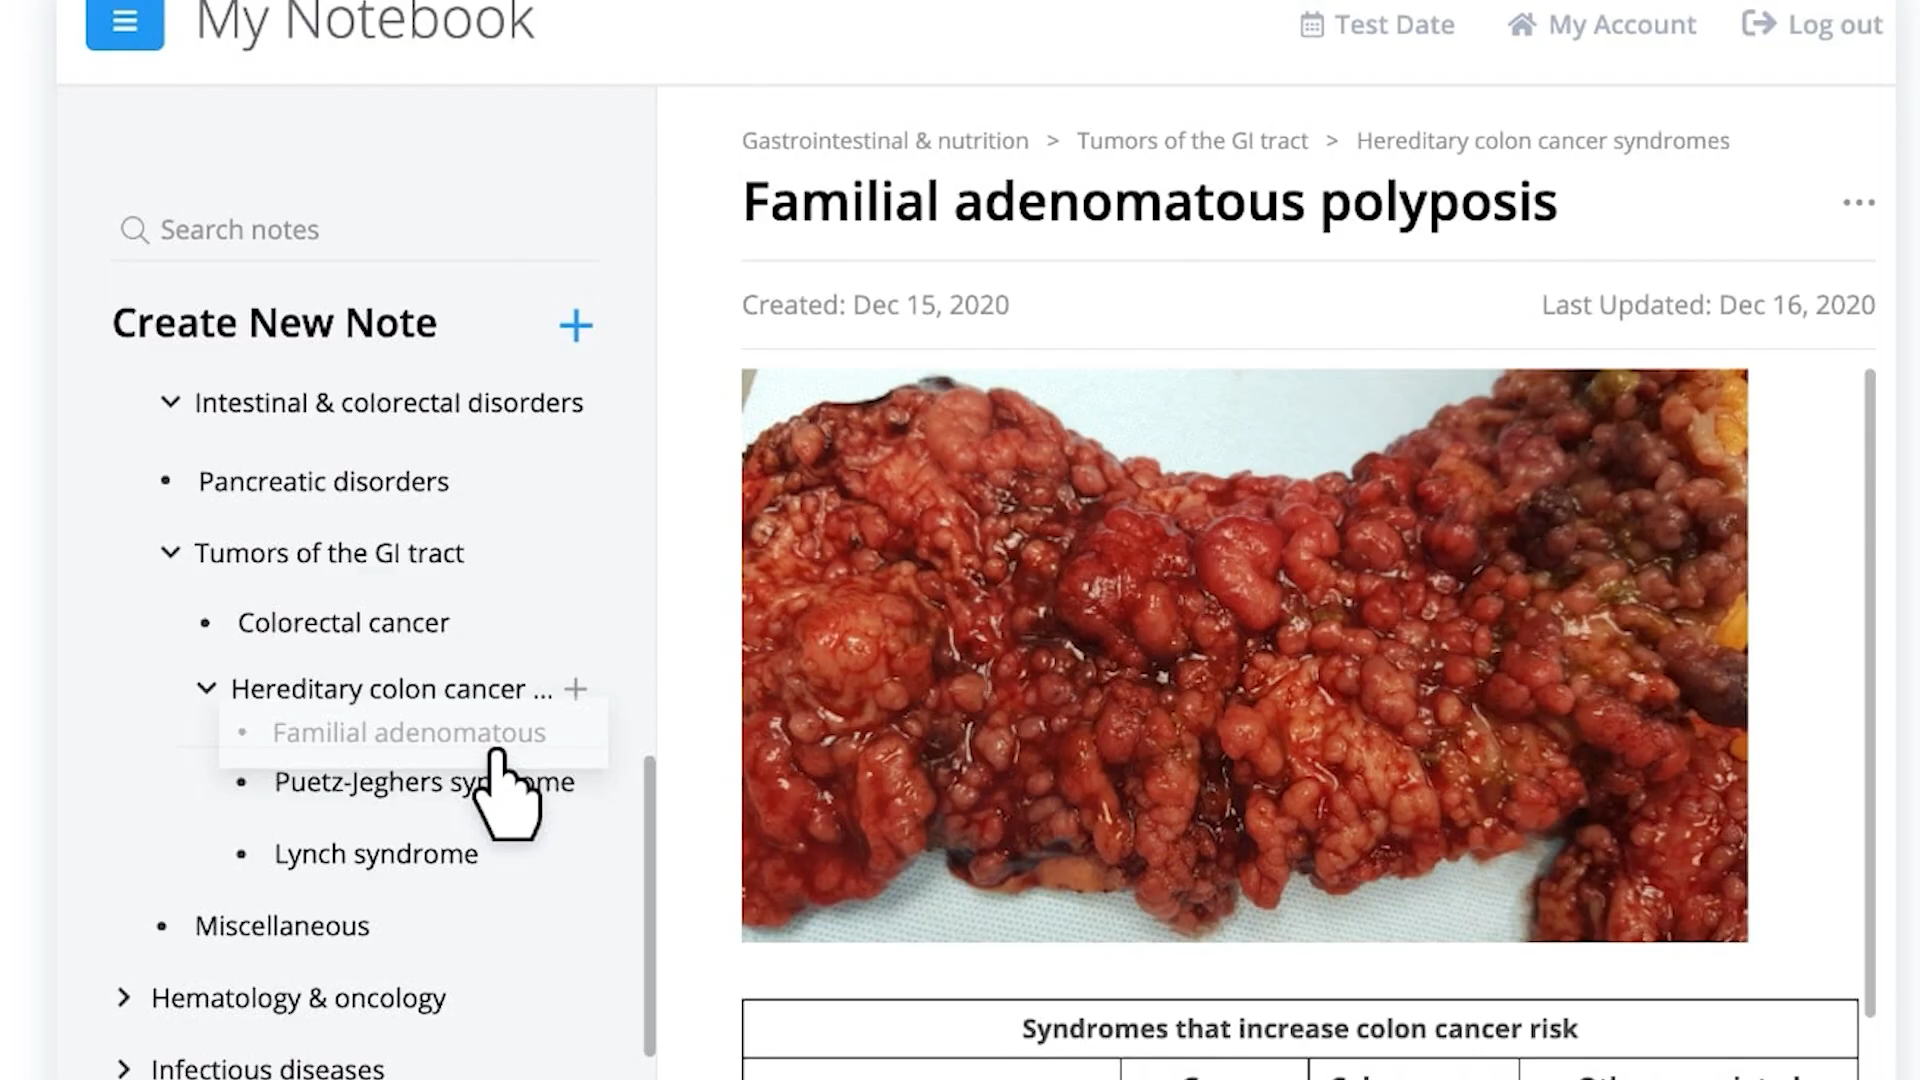 My Notebook
Test Date
My Account
Log out
Search notes
Create New Note
Intestinal & colorectal disorders
Pancreatic disorders
Tumors of the GI tract
Colorectal cancer
Hereditary colon cancer ...
Familial adenomatous
Puetz-Jeghers
Lynch syndrome
Miscellaneous
Hematology & oncology
Infectious diseases
Gastrointestinal & nutrition > Tumors of the GI tract > Hereditary colon cancer syndromes
Familial adenomatous polyposis
Created: Dec 15, 2020
Last Updated: Dec 16, 2020
Syndromes that increase colon cancer risk